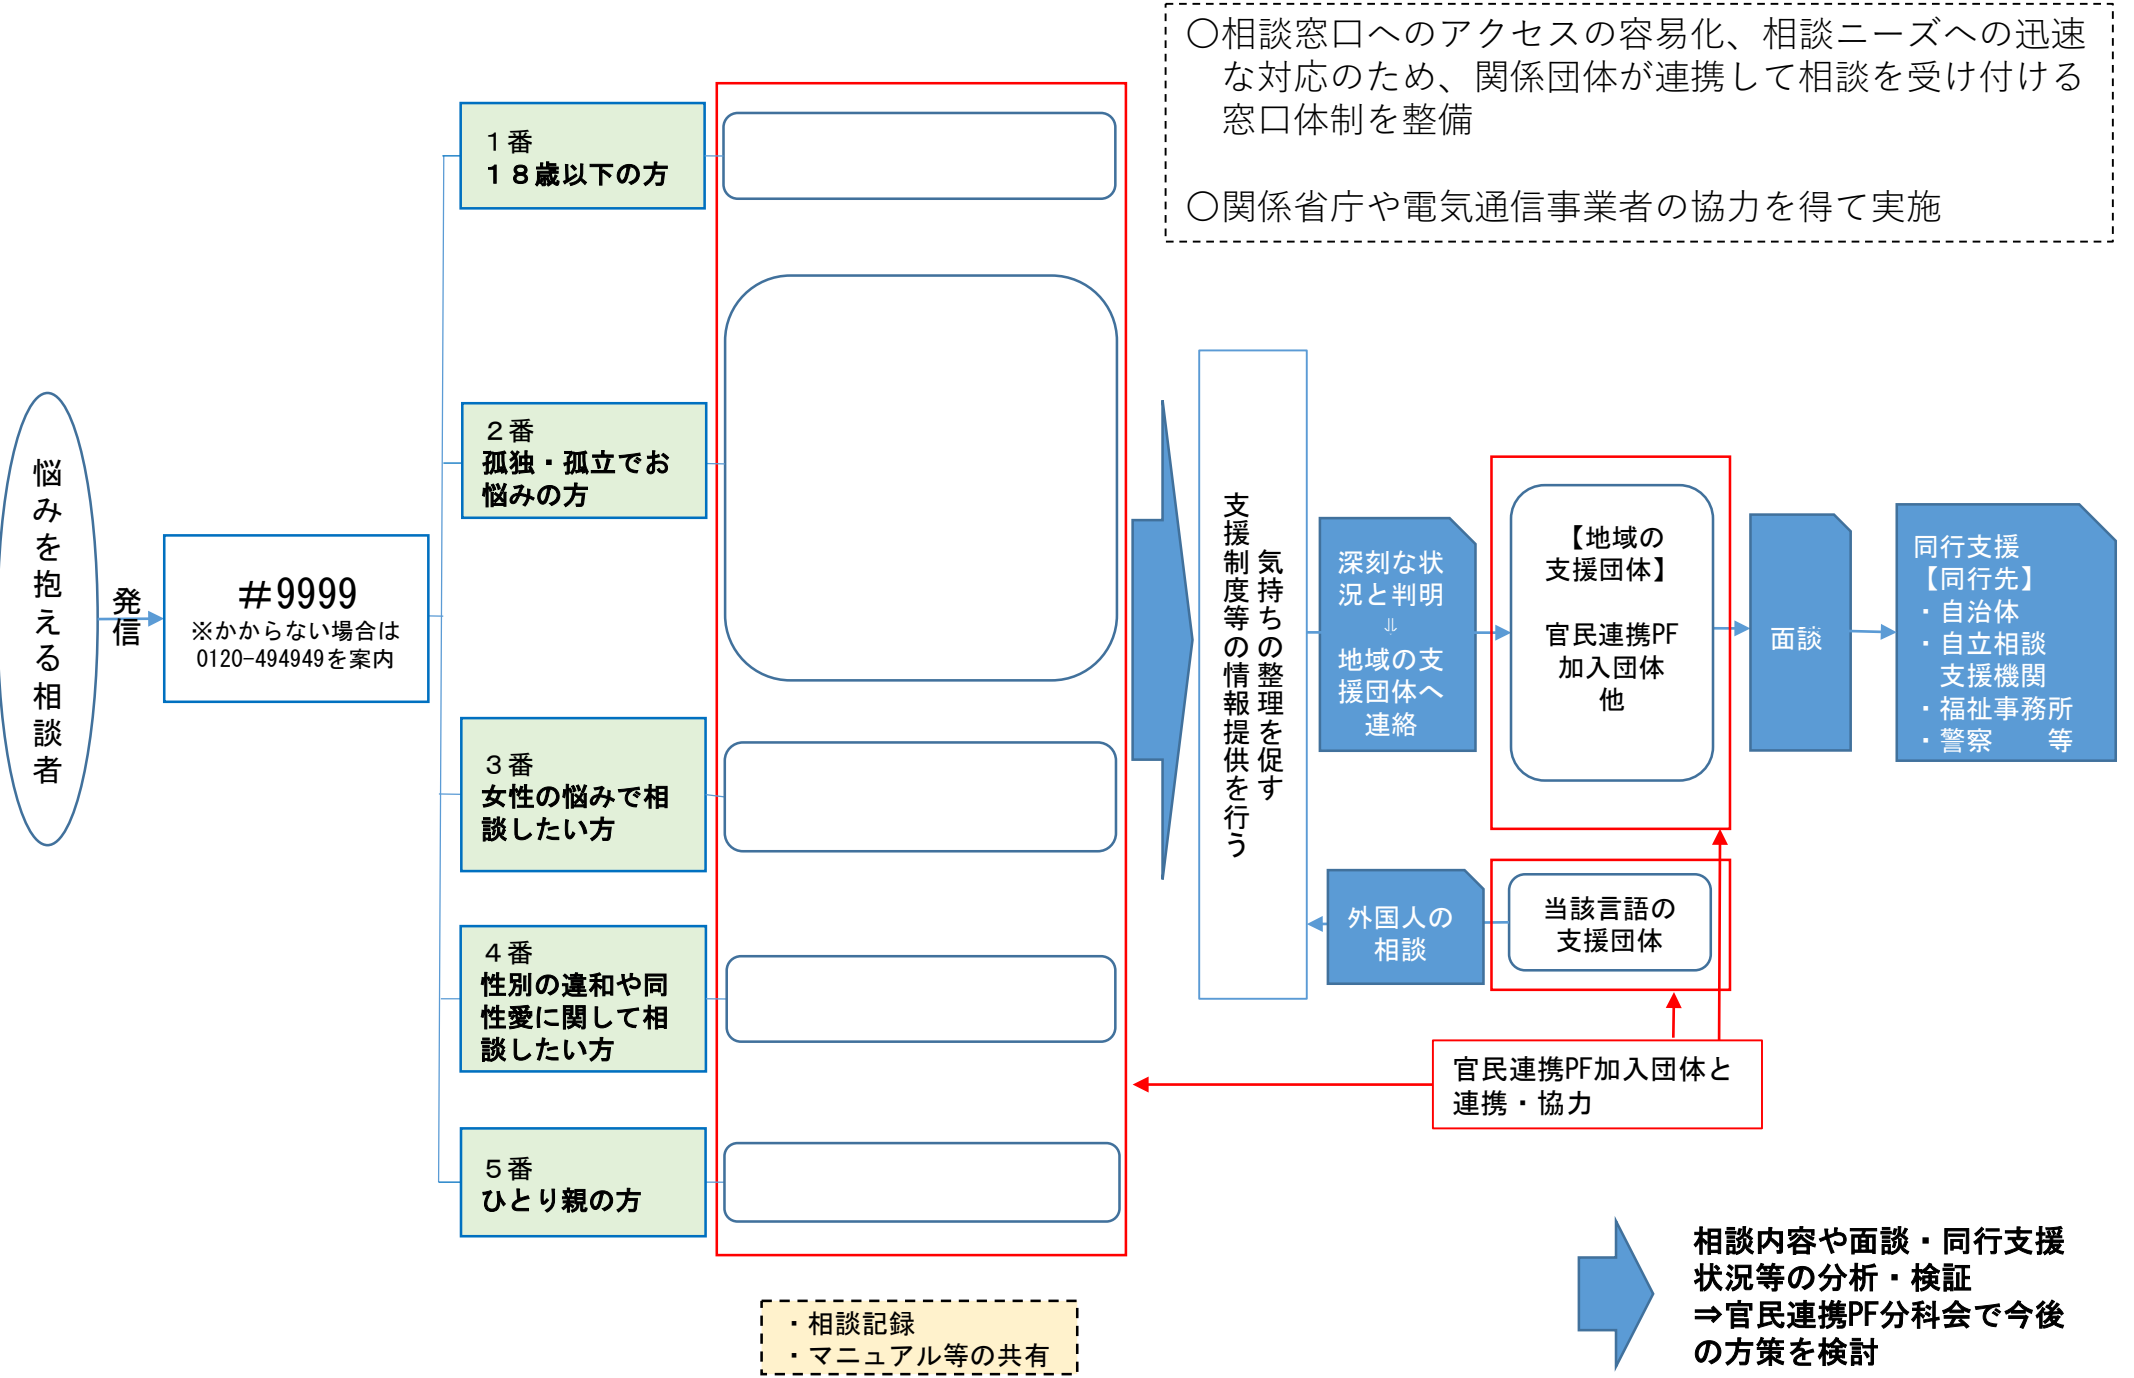 〇相談窓口へのアクセスの容易化、相談ニーズへの迅速
な対応のため、関係団体が連携して相談を受け付ける
窓口体制を整備
〇関係省庁や電気通信事業者の協力を得て実施
悩みを抱える相談者
発信
＃9999
※かからない場合は
0120-494949を案内
１番
１８歳以下の方
２番
孤独・孤立でお
悩みの方
３番
女性の悩みで相
談したい方
４番
性別の違和や同
性愛に関して相
談したい方
５番
ひとり親の方
気持ちの整理を促す
支援制度等の情報提供を行う
深刻な状
況と判明
⇓
地域の支
援団体へ
連絡
【地域の
支援団体】
官民連携PF
加入団体
他
面談
同行支援
【同行先】
・自治体
・自立相談
支援機関
・福祉事務所
・警察　　等
外国人の
相談
当該言語の
支援団体
官民連携PF加入団体と
連携・協力
・相談記録
・マニュアル等の共有
相談内容や面談・同行支援
状況等の分析・検証
⇒官民連携PF分科会で今後
の方策を検討